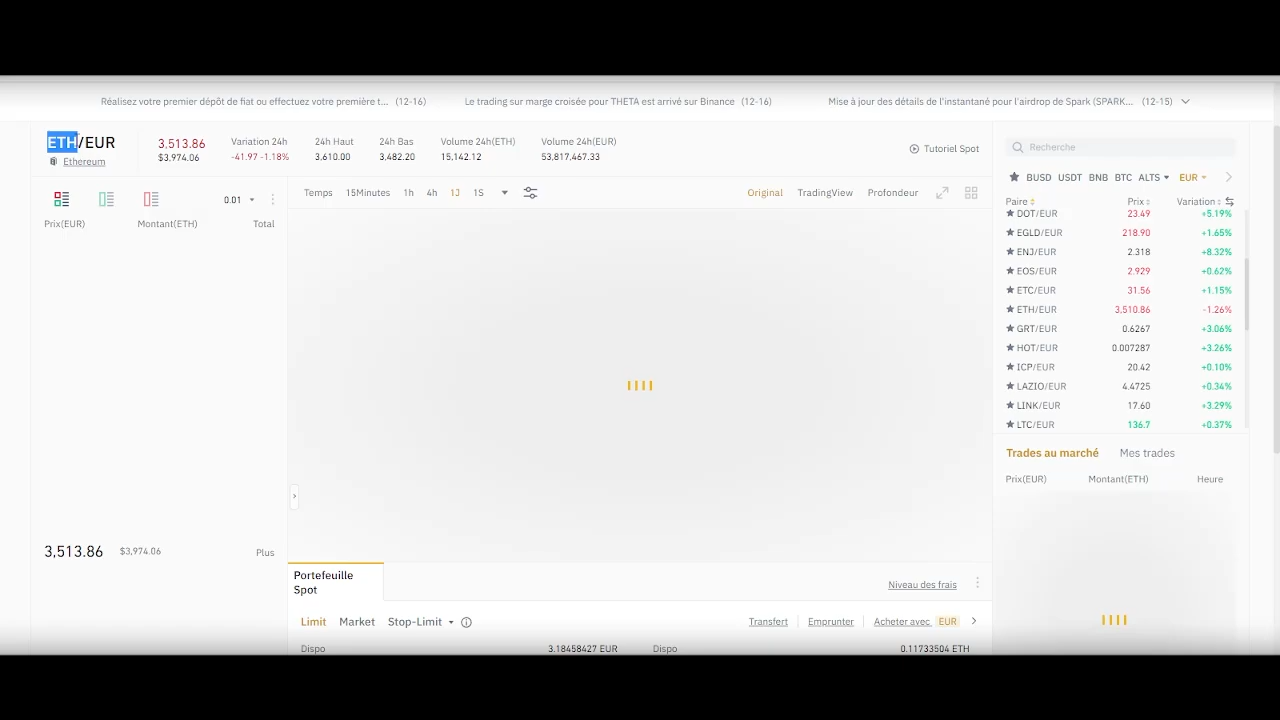 Réalisez votre premier dépôt de fiat ou effectuez votre première t... (12-16) Le trading sur marge croisée pour THETA est arrivé sur Binance (12-16) Mise à jour des détails de l'instantané pour l'airdrop de Spark (SPARK... (12-15)
ETH/EUR
Ethereum
3,513.86
$3,974.06
Variation 24h
-41.97 -1.18%
24h Haut
3,610.00
24h Bas
3,482.20
Volume 24h(ETH)
15,142.12
Volume 24h(EUR)
53,817,467.33
Tutoriel Spot
0.01
Prix(EUR) Montant(ETH) Total
3,513.86 $3,974.06 Plus
Temps 15Minutes 1h 4h 1J 1S
Original TradingView Profondeur
Portefeuille
Spot
Niveau des frais
Limit Market Stop-Limit
Transfert Emprunter Acheter avec EUR
Dispo 3.18458427 EUR Dispo 0.11733504 ETH
Recherche
BUSD USDT BNB BTC ALTS EUR
Paire Prix Variation
DOT/EUR 23.49 +5.19%
EGLD/EUR 218.90 +1.65%
ENJ/EUR 2.318 +8.32%
EOS/EUR 2.929 +0.62%
ETC/EUR 31.56 +1.15%
ETH/EUR 3,510.86 -1.26%
GRT/EUR 0.6267 +3.06%
HOT/EUR 0.007287 +3.26%
ICP/EUR 20.42 +0.10%
LAZIO/EUR 4.4725 +0.34%
LINK/EUR 17.60 +3.29%
LTC/EUR 136.7 +0.37%
Trades au marché Mes trades
Prix(EUR) Montant(ETH) Heure